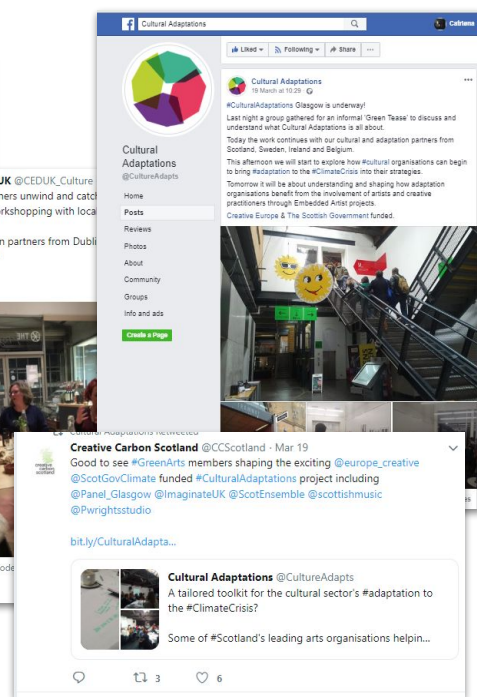 Cultural Adaptations
Catriona
Liked
Following
Share
Cultural
Adaptations
@CultureAdapts
Home
Posts
Reviews
Photos
About
Community
Groups
Info and ads
Create a Page
Cultural Adaptations
19 March at 10:29
#CulturalAdaptations Glasgow is underway!
Last night a group gathered for an informal 'Green Tease' to discuss and
understand what Cultural Adaptations is all about.
Today the work continues with our cultural and adaptation partners from
Scotland, Sweden, Ireland and Belgium.
This afternoon we will start to explore how #cultural organisations can begin
to bring #adaptation to the #ClimateCrisis into their strategies.
Tomorrow it will be about understanding and shaping how adaptation
organisations benefit from the involvement of artists and creative
practitioners through Embedded Artist projects.
Creative Europe & The Scottish Government funded.
UK @CEDUK_Culture
ners unwind and catch
rkshopping with loca
n partners from Dubli
Cultural Adaptations Retweeted
Creative Carbon Scotland @CCScotland · Mar 19
Good to see #GreenArts members shaping the exciting @europe_creative
@ScotGovClimate funded #CulturalAdaptations project including
@Panel_Glasgow @ImaginateUK @ScotEnsemble @scottishmusic
@Pwrightsstudio
bit.ly/CulturalAdapta...
Cultural Adaptations @CultureAdapts
A tailored toolkit for the cultural sector's #adaptation to
the #ClimateCrisis?
Some of #Scotland's leading arts organisations helpin...
3
6